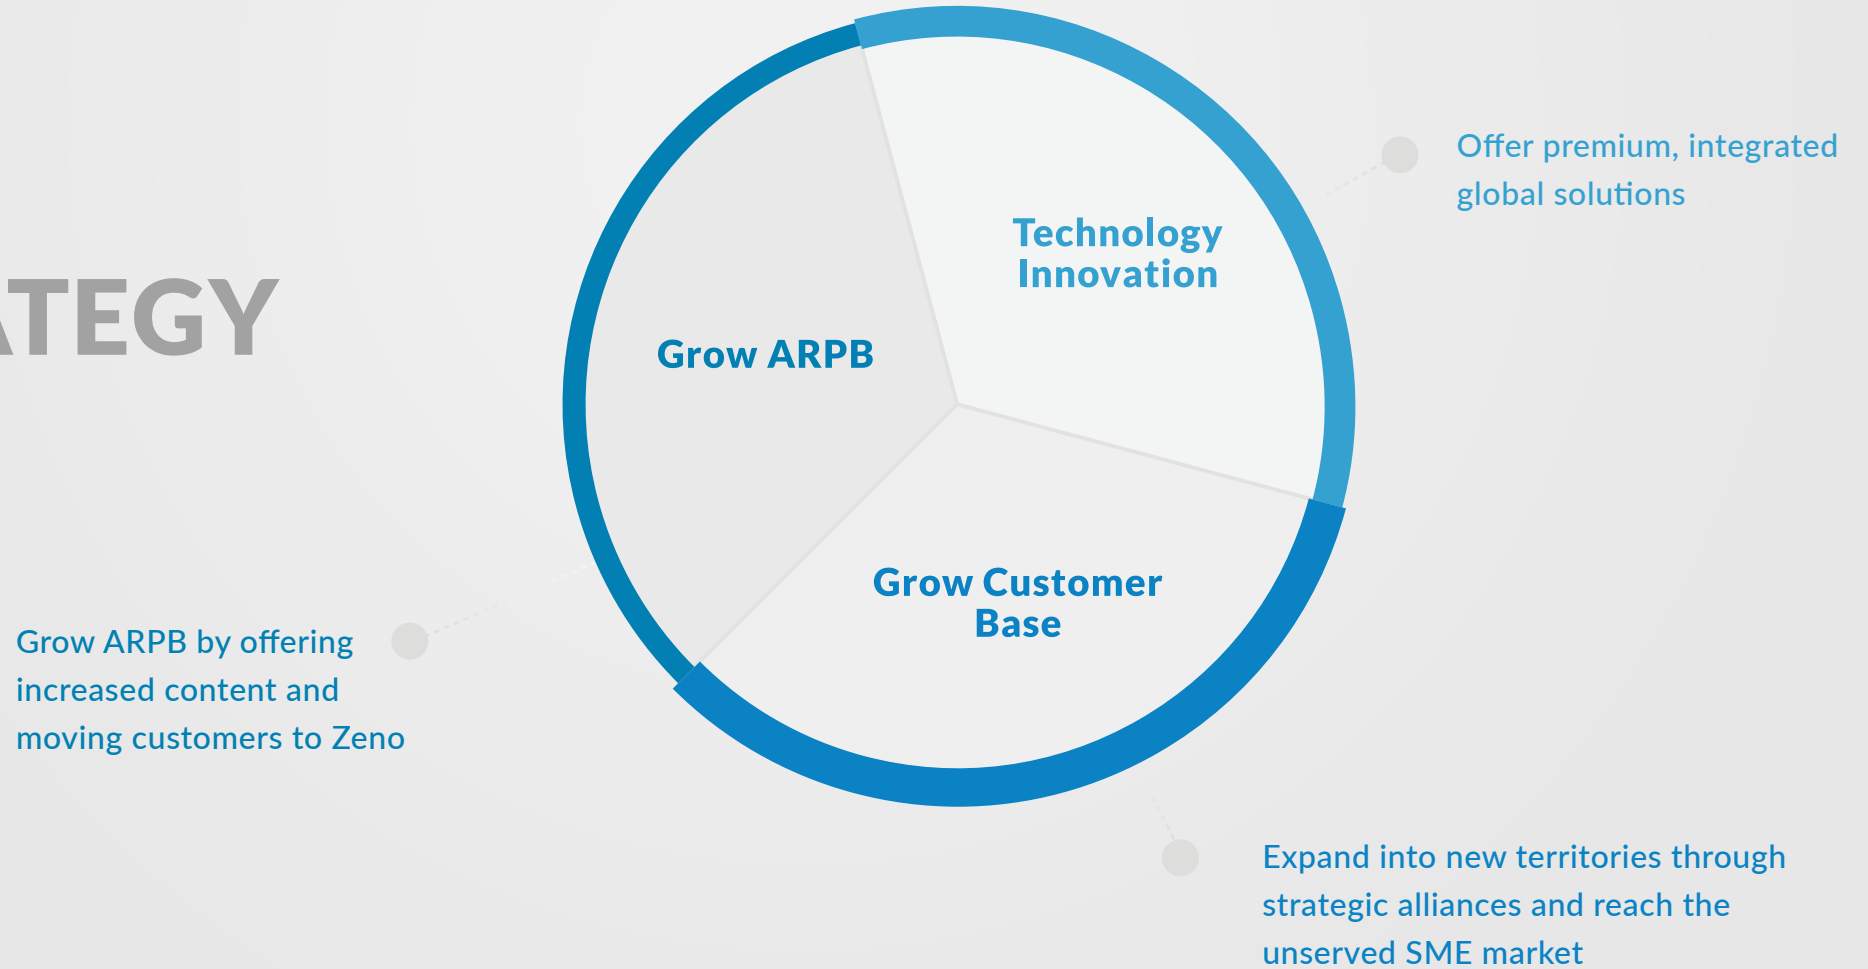 ATEGY
Technology
Innovation
Grow ARPB
Grow Customer
Base
Offer premium, integrated
global solutions
Grow ARPB by offering
increased content and
moving customers to Zeno
Expand into new territories through
strategic alliances and reach the
unserved SME market